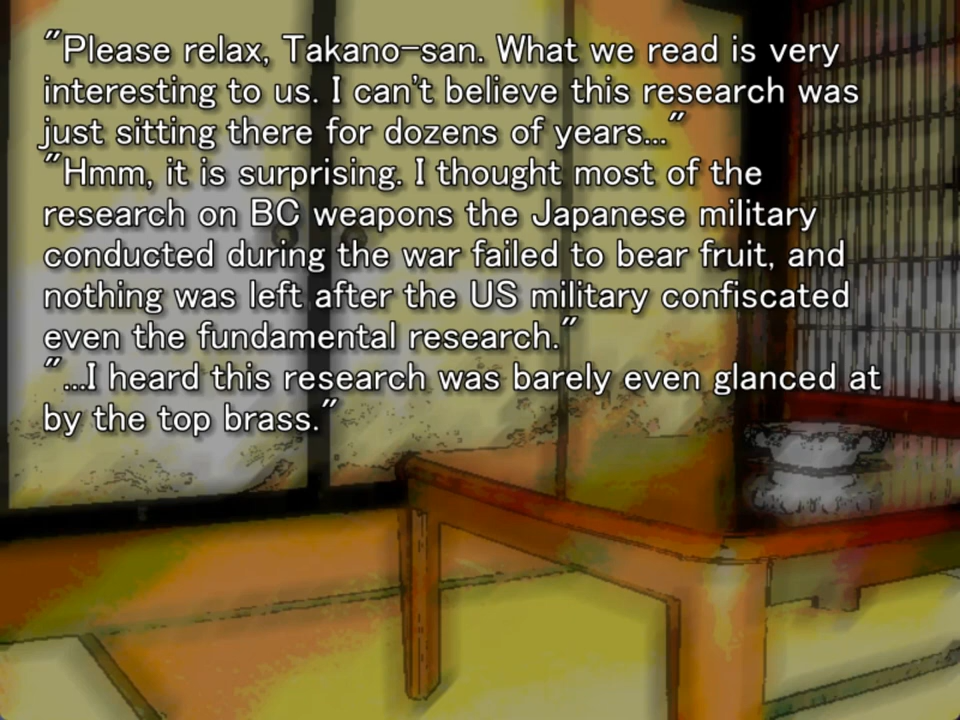 "Please relax, Takano-san. What we read is very
interesting to us. I can't believe this research was
just sitting there for dozens of years..."
"Hmm, it is surprising. I thought most of the
research on BC weapons the Japanese military
conducted during the war failed to bear fruit, and
nothing was left after the US military confiscated
even the fundamental research."
"...I heard this research was barely even glanced at
by the top brass."